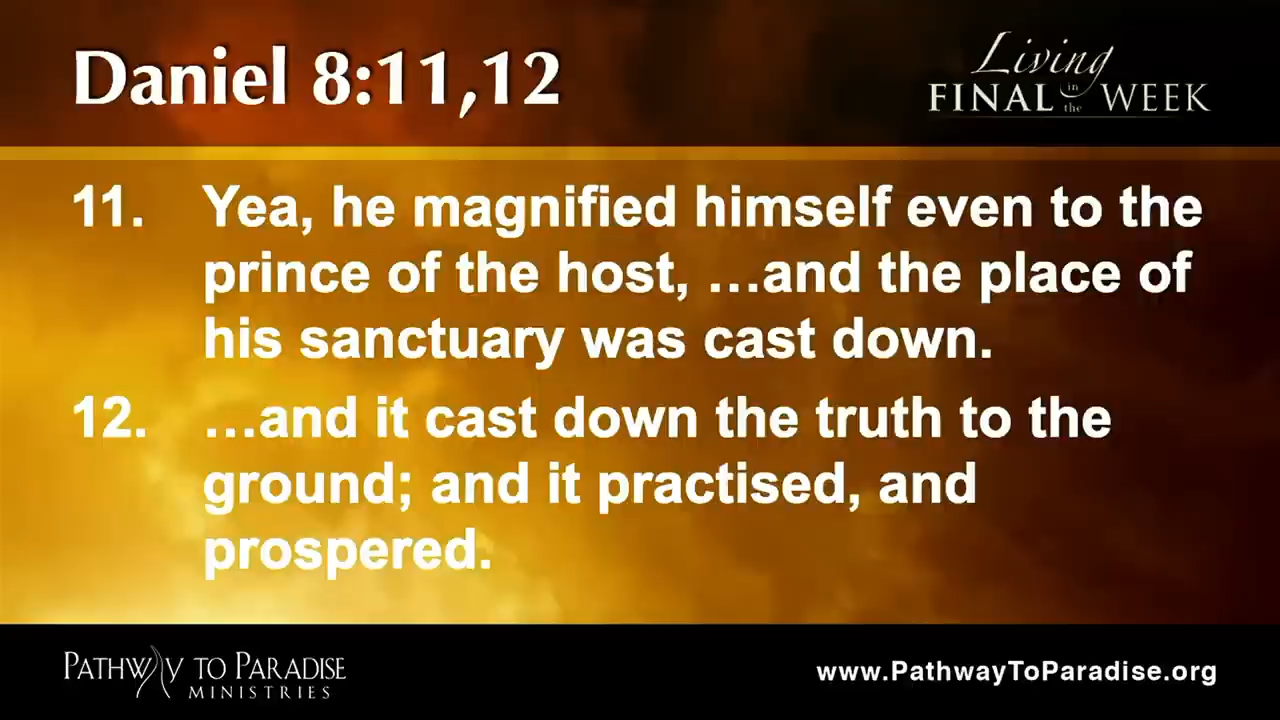 Daniel 8:11,12
Living
in
FINAL the WEEK
11. Yea, he magnified himself even to the
prince of the host, ...and the place of
his sanctuary was cast down.
12. ...and it cast down the truth to the
ground; and it practised, and
prospered.
PATHWAY TO PARADISE
MINISTRIES
www.PathwayToParadise.org